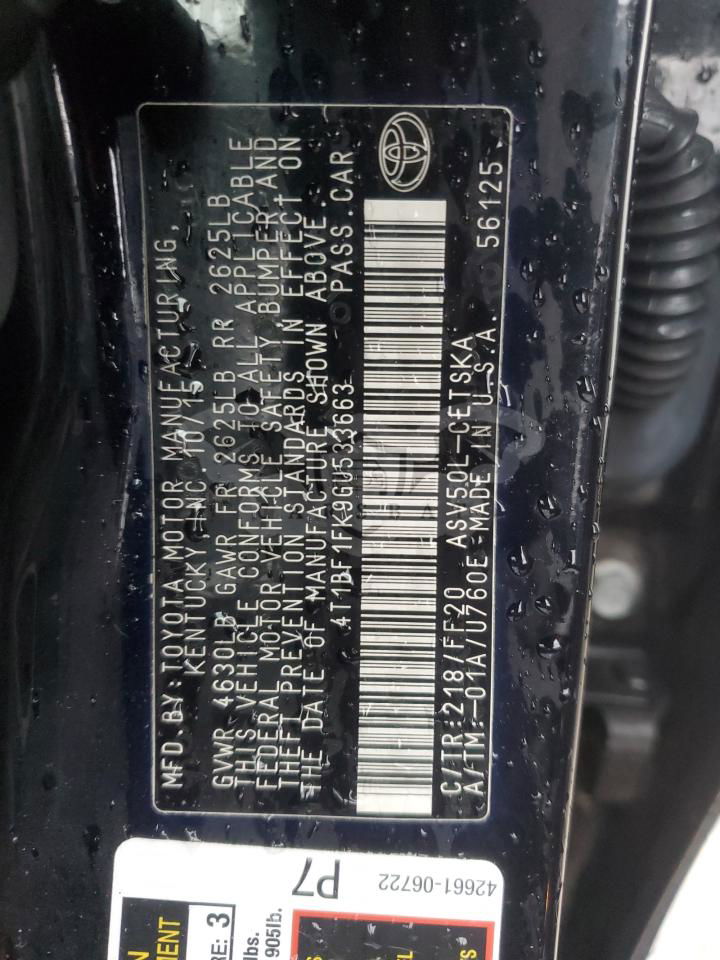 MFD.BY:TOYOTA MOTOR MANUFACTURING,
KENTUCKY INC 10/15
GVWR 4630LB GAWR FR 2625LB RR 2625LB
THIS VEHICLE CONFORMS TO ALL APPLICABLE
FEDERAL MOTOR VEHICLE SAFETY BUMPER AND
THEFT PREVENTION STANDARDS IN EFFECT ON
THE DATE OF MANUFACTURE SHOWN ABOVE
4T1BF1FK9GU533663 PASS.CAR
C/TR:218/FF20 ASV50L-CETSKA
A/TM:-01A/U760E MADE IN U.S.A. 56125
P7
42661-06722
3
905lb.